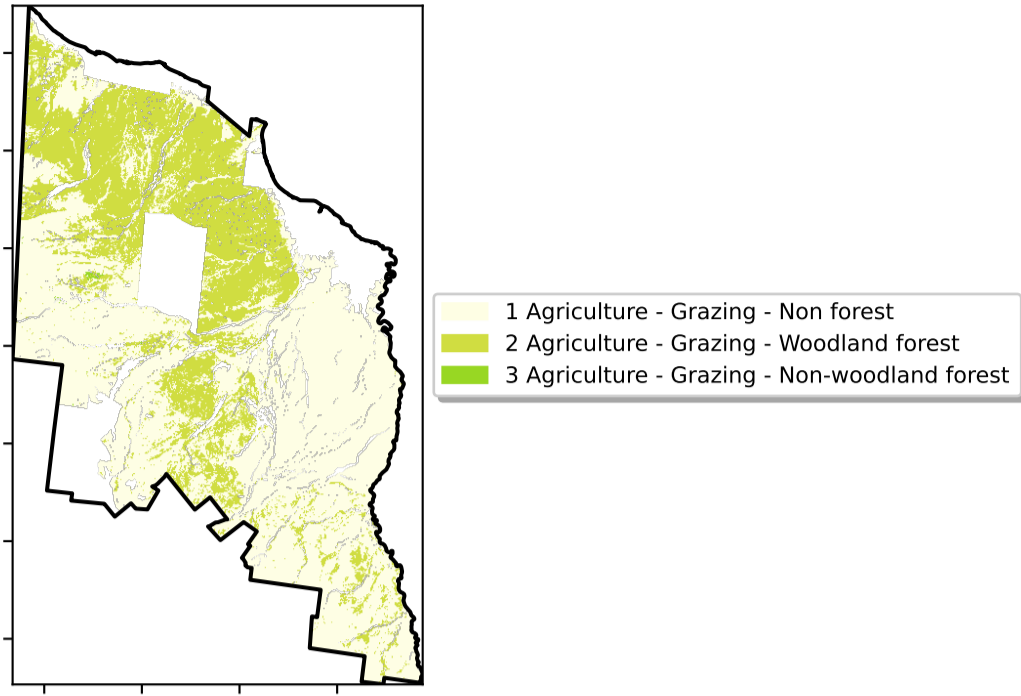 1 Agriculture - Grazing - Non forest
2 Agriculture - Grazing - Woodland forest
3 Agriculture - Grazing - Non-woodland forest